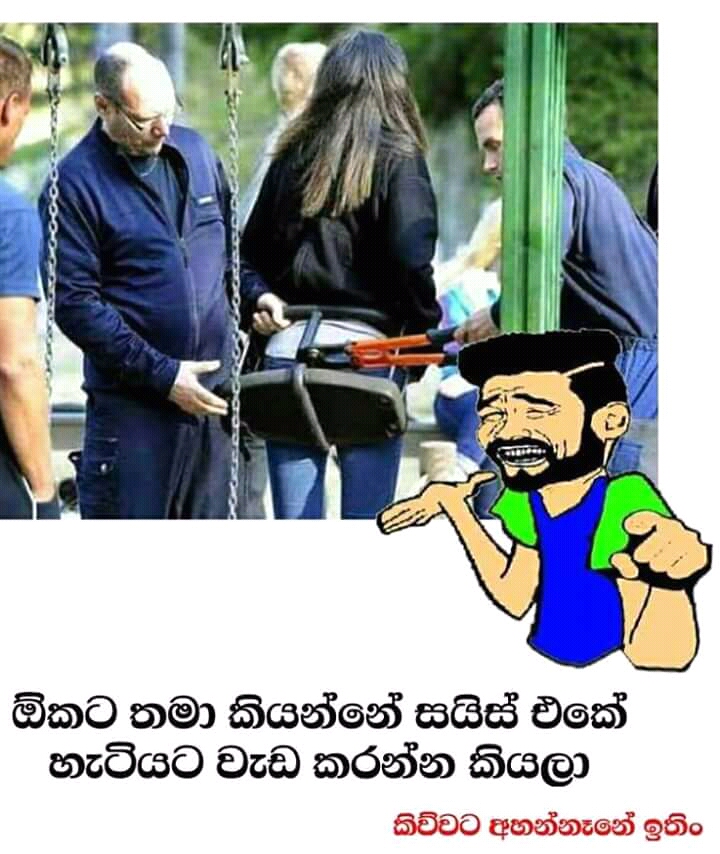 ඕකට තමා කියන්නේ සයිස් එකේ
හැටියට වැඩ කරන්න කියලා
කිව්වට අහන්නෑනේ ඉතිං